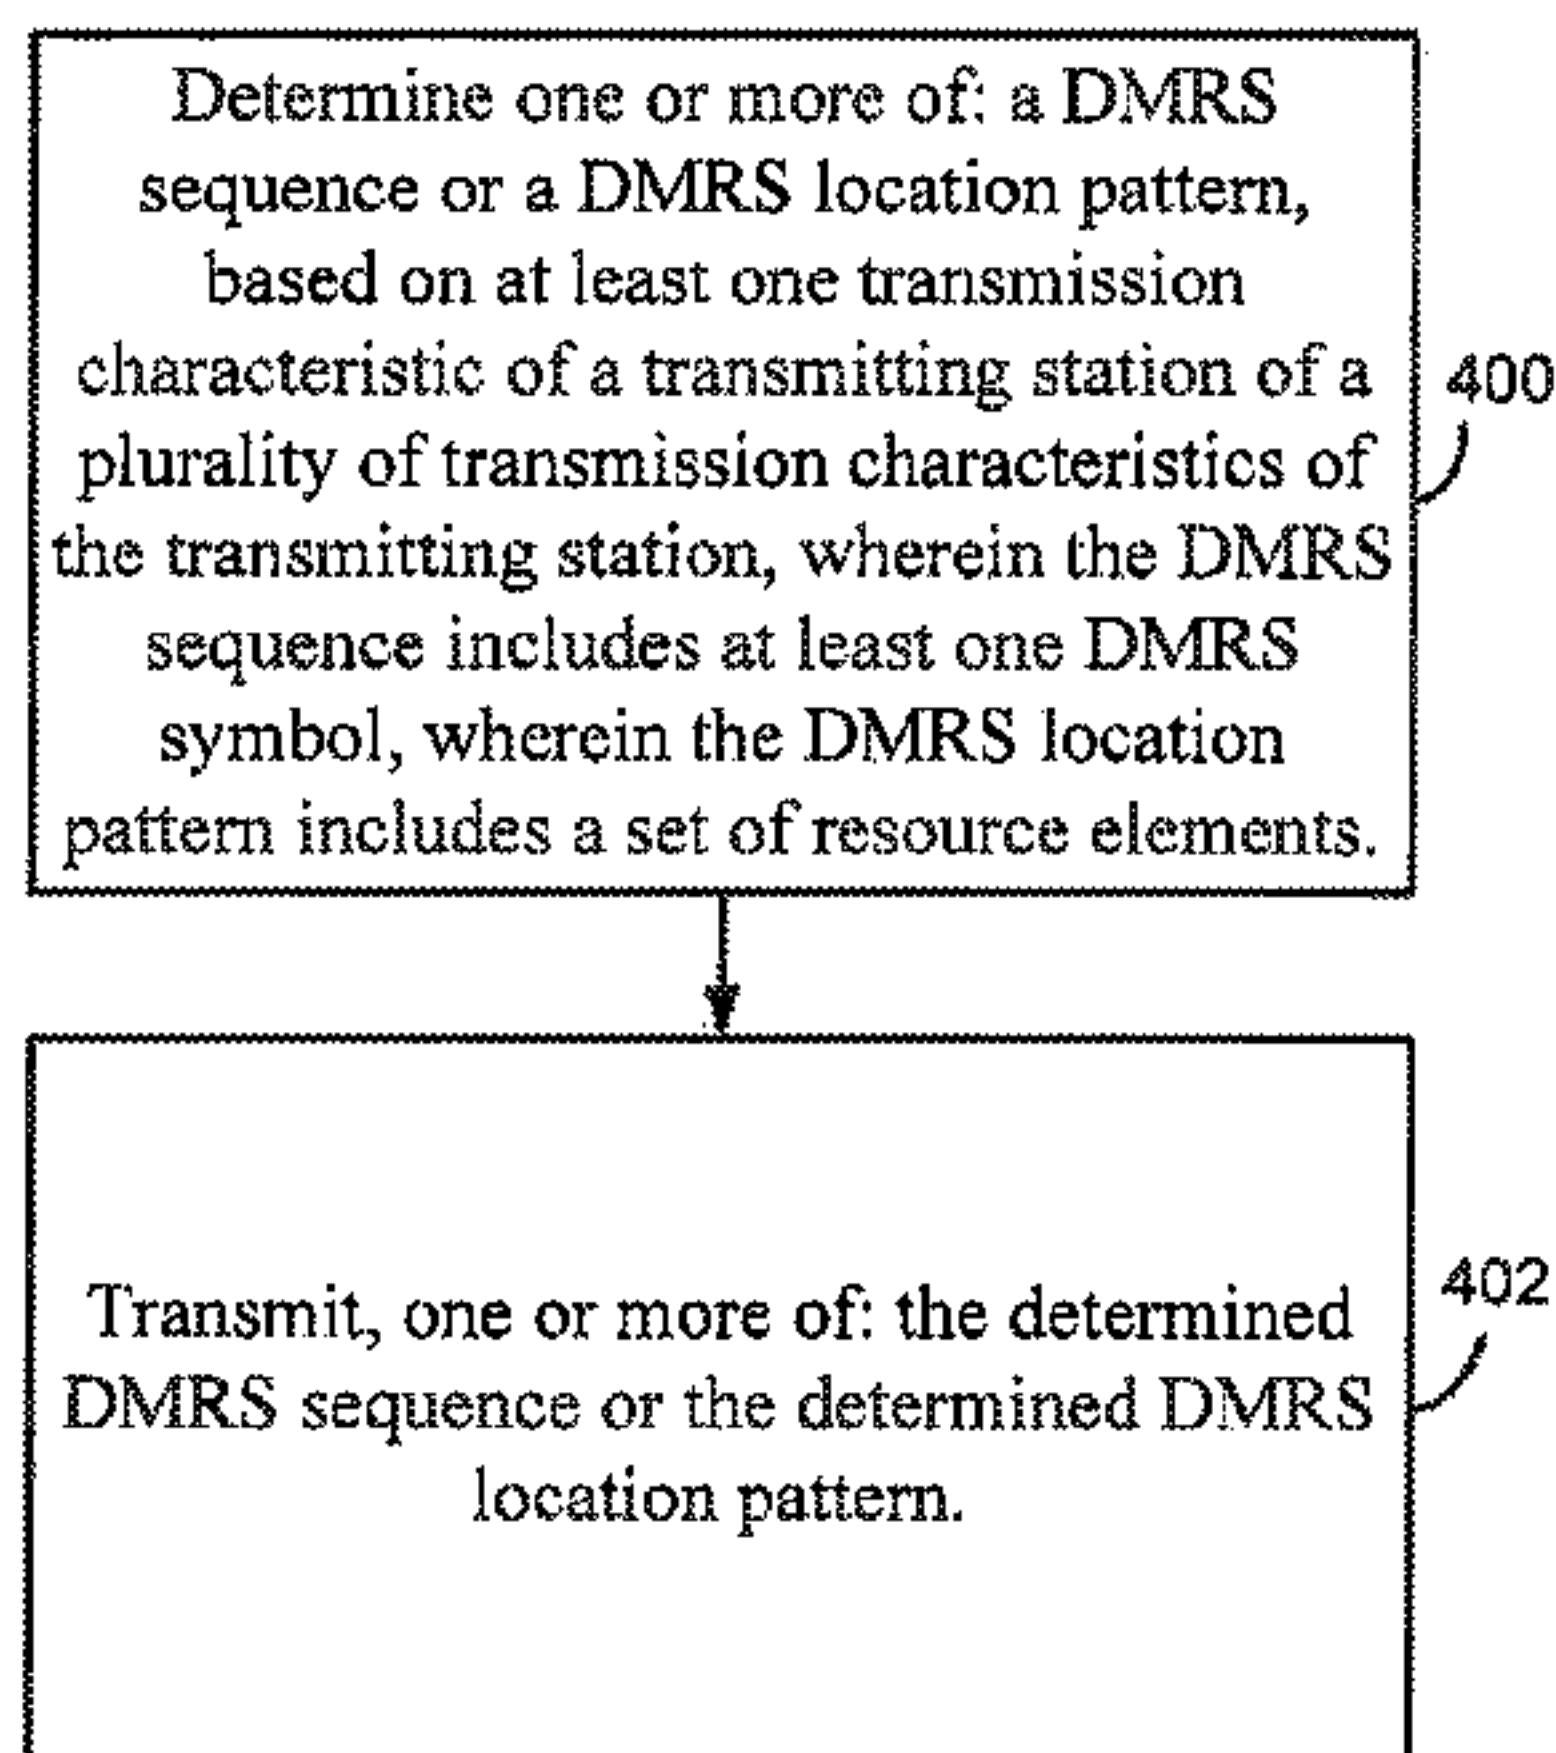 Determine one or more of: a DMRS
sequence or a DMRS location pattern,
based on at least one transmission
characteristic of a transmitting station of a
plurality of transmission characteristics of
the transmitting station, wherein the DMRS
sequence includes at least one DMRS
symbol, wherein the DMRS location
pattern includes a set of resource elements.
400
Transmit, one or more of: the determined
DMRS sequence or the determined DMRS
location pattern.
402